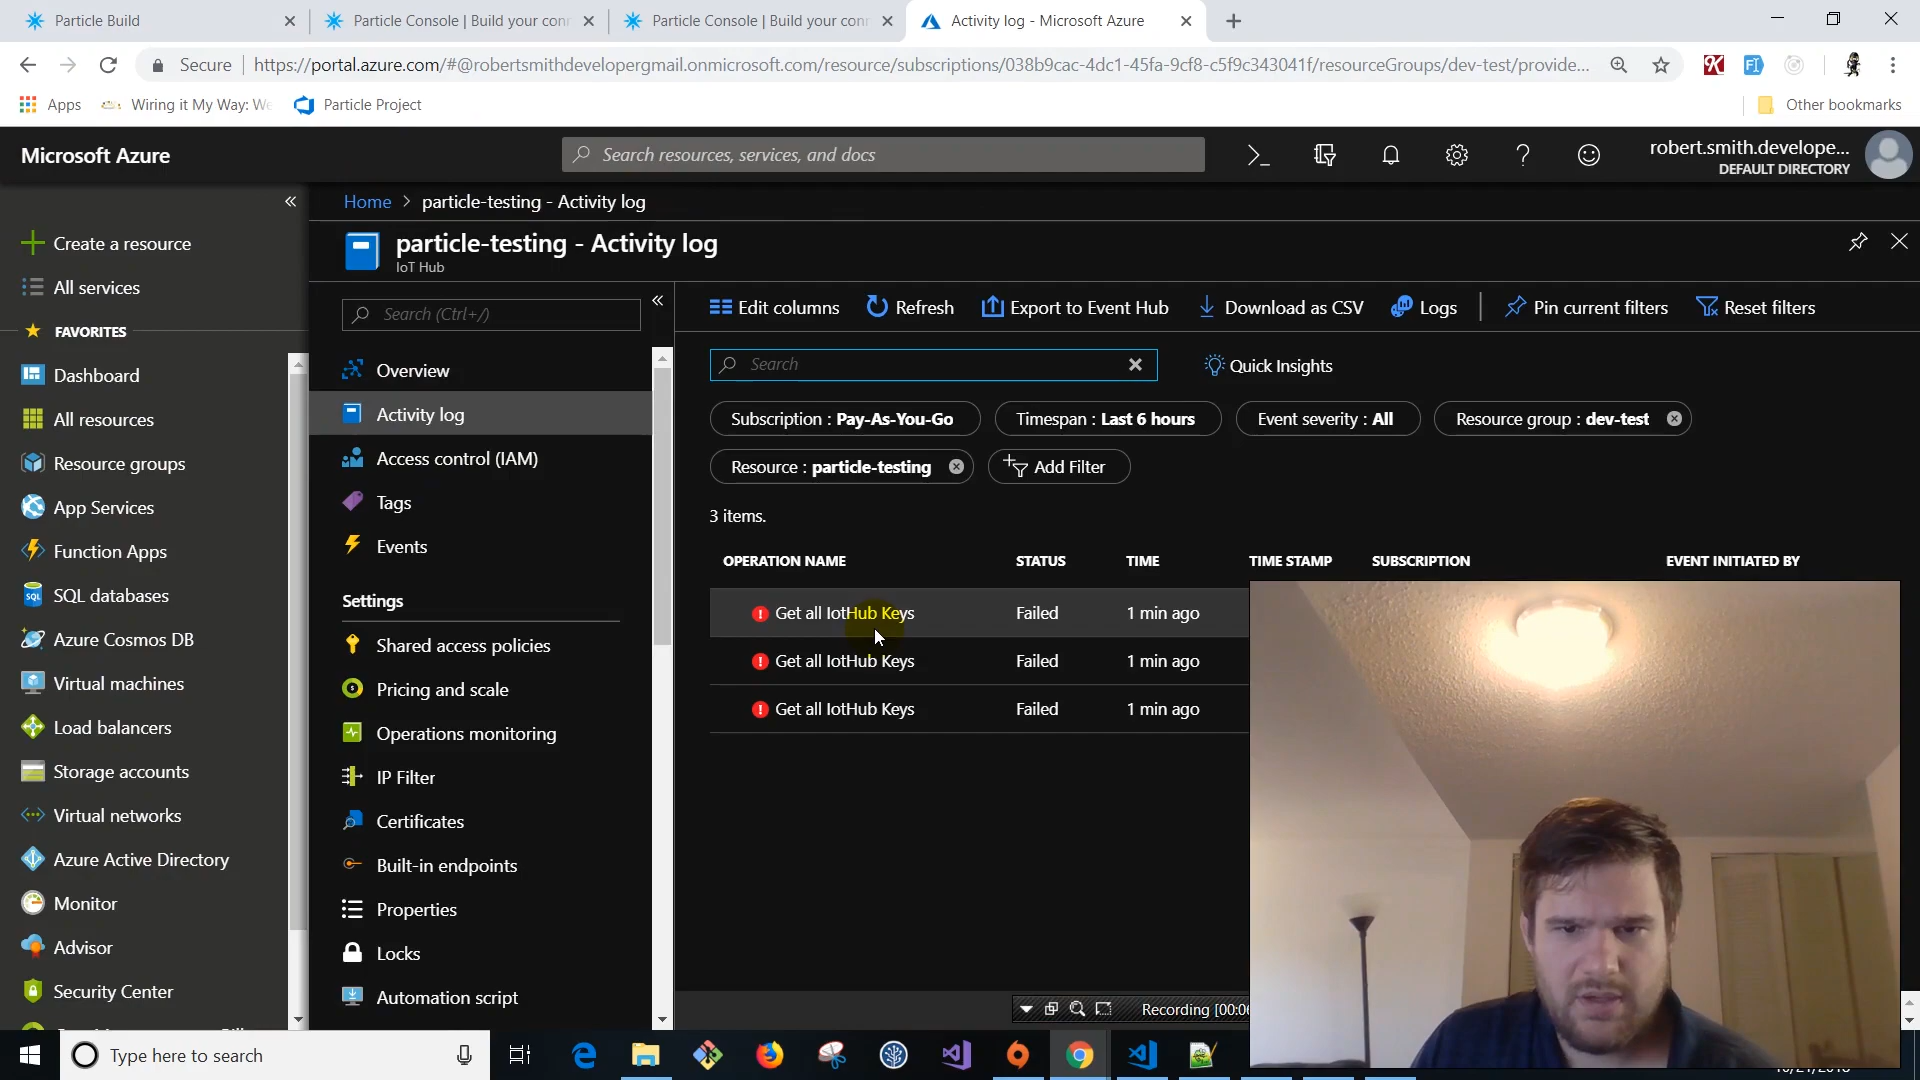 Particle Build
Particle Console | Build your conn
Particle Console | Build your conn
Activity log - Microsoft Azure
Secure
https://portal.azure.com/#@robertsmithdevelopergmail.onmicrosoft.com/resource/subscriptions/038b9cac-4dc1-45fa-9cf8-c5f9c343041f/resourceGroups/dev-test/provide...
Apps
Wiring it My Way: We
Particle Project
Other bookmarks
Microsoft Azure
Search resources, services, and docs
robert.smith.develope...
DEFAULT DIRECTORY
Home > particle-testing - Activity log
particle-testing - Activity log
IoT Hub
Create a resource
All services
FAVORITES
Dashboard
All resources
Resource groups
App Services
Function Apps
SQL databases
Azure Cosmos DB
Virtual machines
Load balancers
Storage accounts
Virtual networks
Azure Active Directory
Monitor
Advisor
Security Center
Search (Ctrl+/)
Overview
Activity log
Access control (IAM)
Tags
Events
Settings
Shared access policies
Pricing and scale
Operations monitoring
IP Filter
Certificates
Built-in endpoints
Properties
Locks
Automation script
Edit columns
Refresh
Export to Event Hub
Download as CSV
Logs
Pin current filters
Reset filters
Search
Quick Insights
Subscription : Pay-As-You-Go
Timespan : Last 6 hours
Event severity : All
Resource group : dev-test
Resource : particle-testing
Add Filter
3 items.
OPERATION NAME STATUS TIME TIME STAMP SUBSCRIPTION EVENT INITIATED BY
Get all IotHub Keys Failed 1 min ago
Get all IotHub Keys Failed 1 min ago
Get all IotHub Keys Failed 1 min ago
Recording [00:0
Type here to search